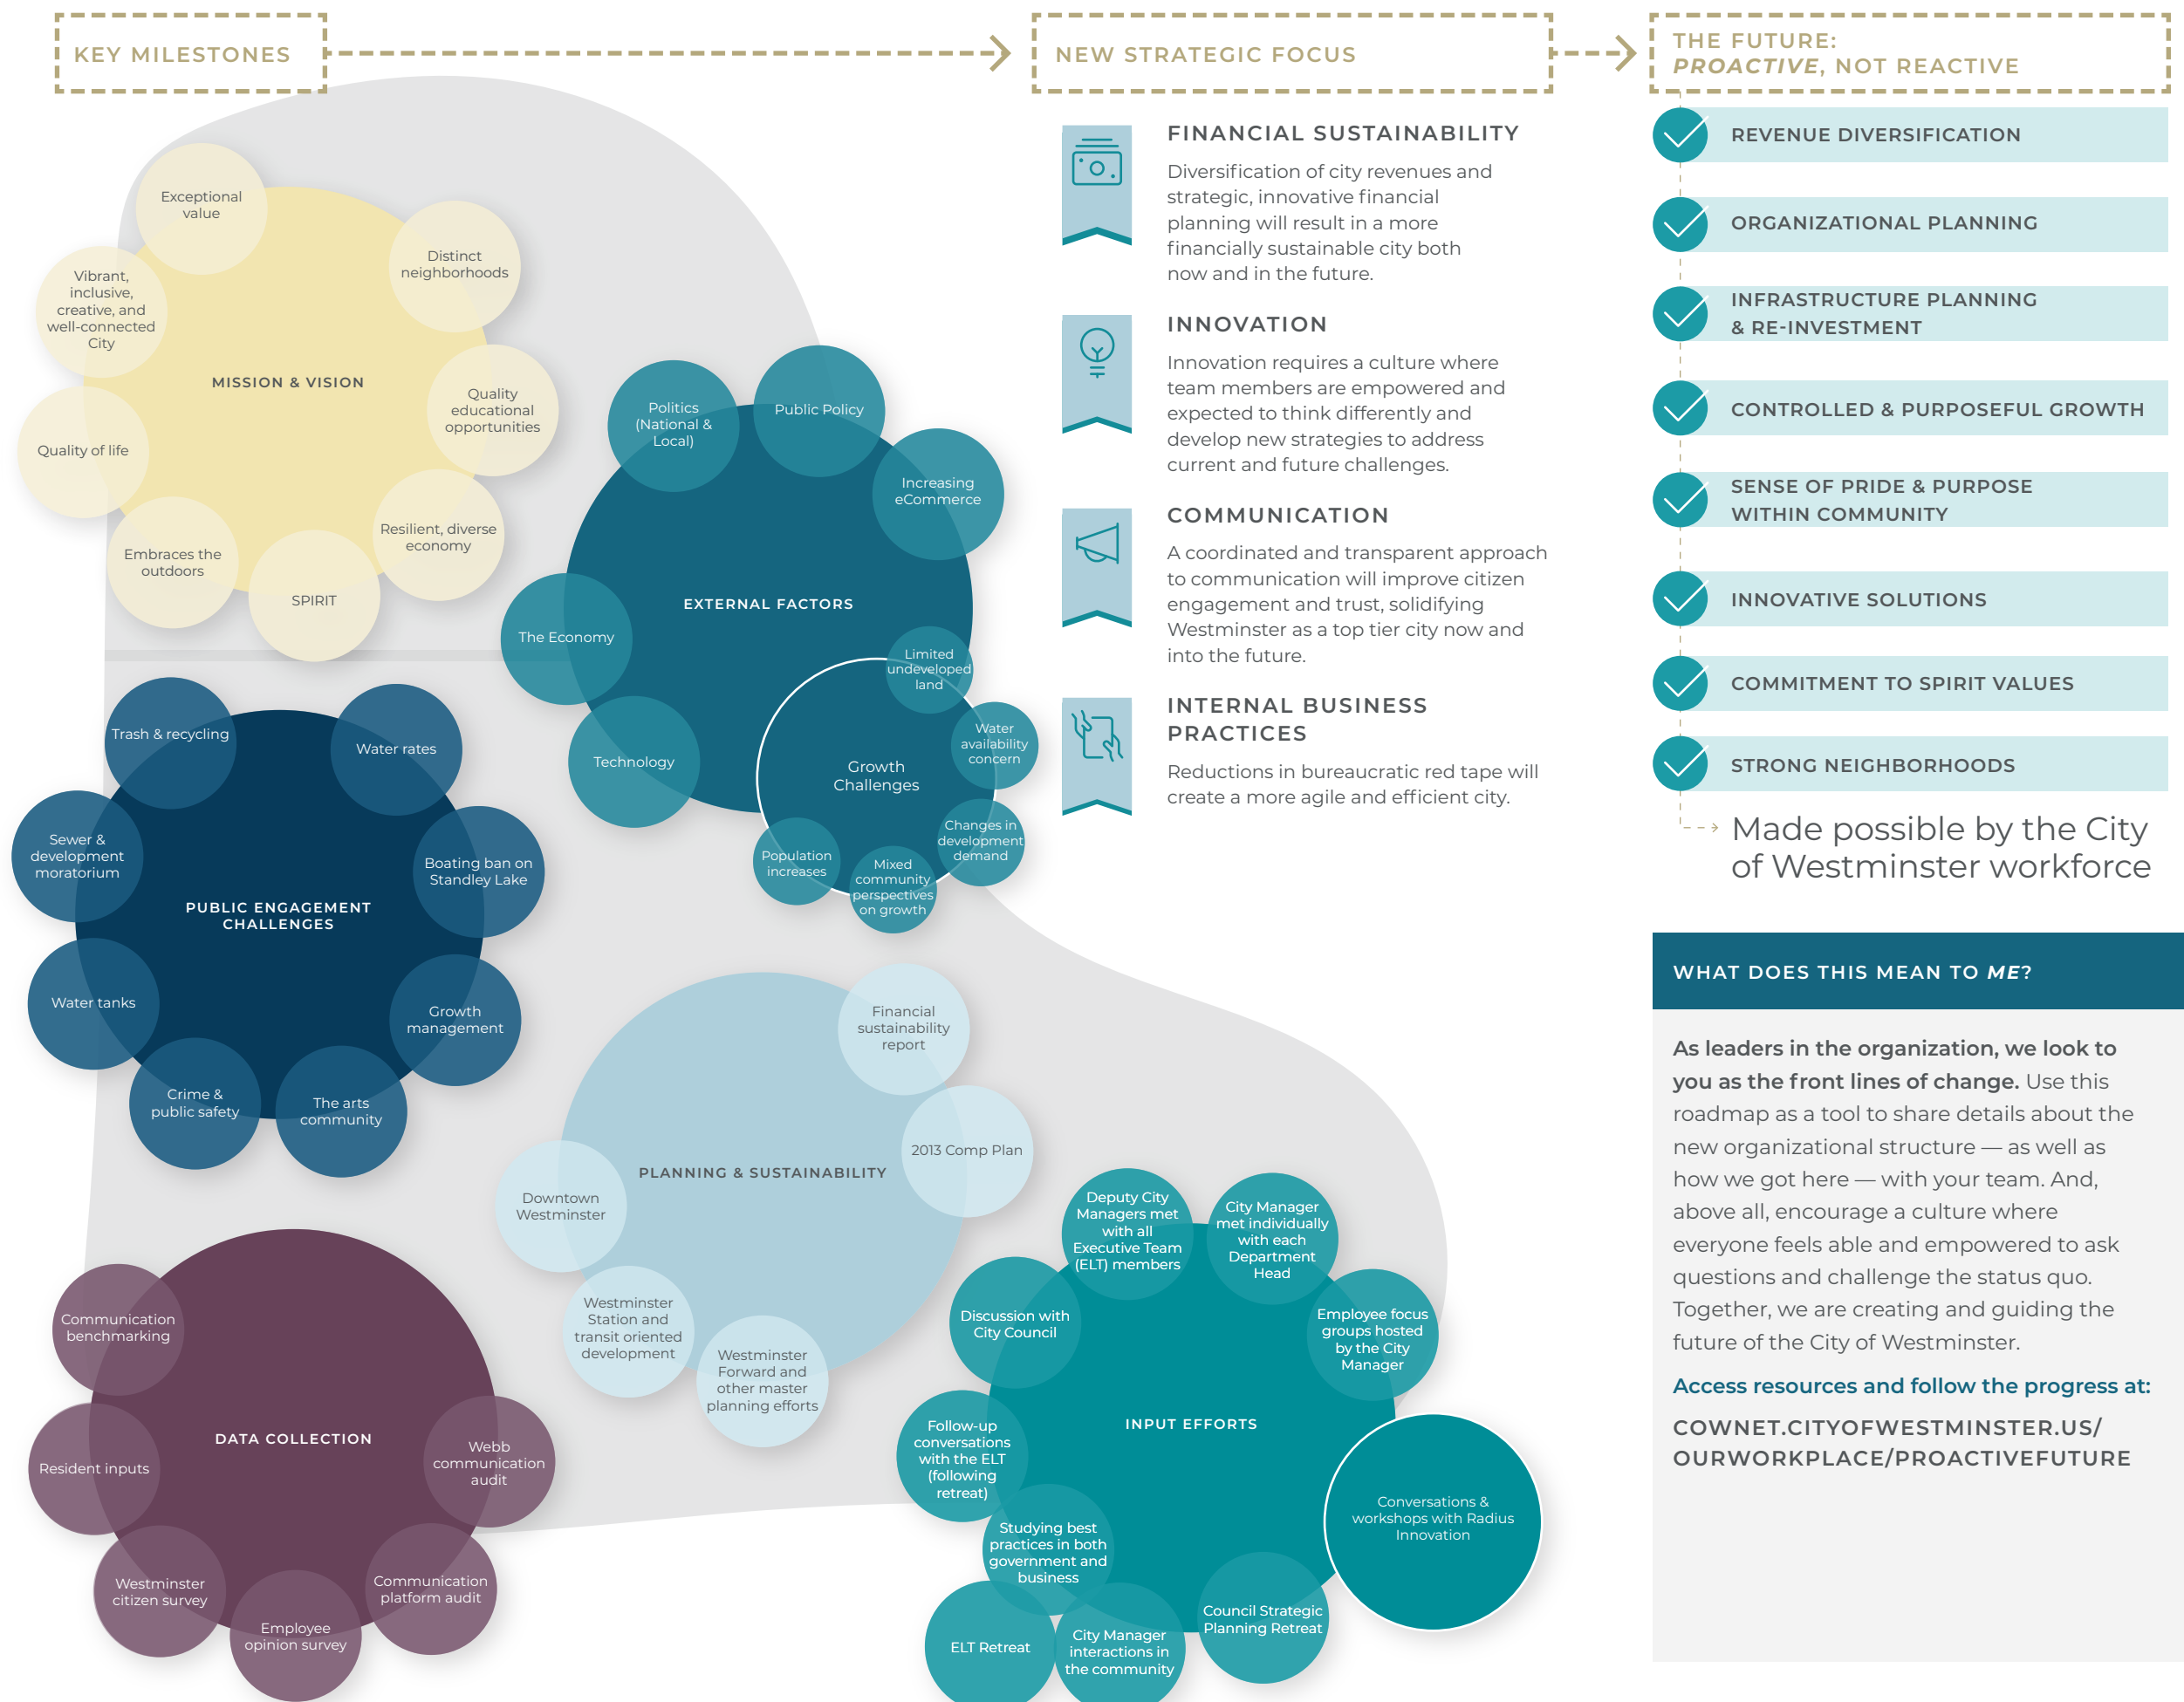 KEY MILESTONES
NEW STRATEGIC FOCUS
THE FUTURE:
PROACTIVE, NOT REACTIVE
Exceptional
value
Distinct
neighborhoods
Vibrant,
inclusive,
creative, and
well-connected
City
MISSION & VISION
Quality
educational
opportunities
Quality of life
Resilient, diverse
economy
Embraces the
outdoors
SPIRIT
Politics
(National &
Local)
Public Policy
Increasing
eCommerce
EXTERNAL FACTORS
The Economy
Technology
Limited
undeveloped
land
Water
availability
concern
Growth
Challenges
Changes in
development
demand
Population
increases
Mixed
community
perspectives
on growth
Trash & recycling
Water rates
Sewer &
development
moratorium
Boating ban on
Standley Lake
PUBLIC ENGAGEMENT
CHALLENGES
Water tanks
Growth
management
Crime &
public safety
The arts
community
Financial
sustainability
report
2013 Comp Plan
PLANNING & SUSTAINABILITY
Downtown
Westminster
Westminster
Station and
transit oriented
development
Westminster
Forward and
other master
planning efforts
Communication
benchmarking
DATA COLLECTION
Resident inputs
Webb
communication
audit
Westminster
citizen survey
Communication
platform audit
Employee
opinion survey
Deputy City
Managers met
with all
Executive Team
(ELT) members
City Manager
met individually
with each
Department
Head
Discussion with
City Council
Employee focus
groups hosted
by the City
Manager
INPUT EFFORTS
Follow-up
conversations
with the ELT
(following
retreat)
Conversations &
workshops with Radius
Innovation
Studying best
practices in both
government and
business
Council Strategic
Planning Retreat
ELT Retreat
City Manager
interactions in
the community
FINANCIAL SUSTAINABILITY
Diversification of city revenues and
strategic, innovative financial
planning will result in a more
financially sustainable city both
now and in the future.
INNOVATION
Innovation requires a culture where
team members are empowered and
expected to think differently and
develop new strategies to address
current and future challenges.
COMMUNICATION
A coordinated and transparent approach
to communication will improve citizen
engagement and trust, solidifying
Westminster as a top tier city now and
into the future.
INTERNAL BUSINESS
PRACTICES
Reductions in bureaucratic red tape will
create a more agile and efficient city.
REVENUE DIVERSIFICATION
ORGANIZATIONAL PLANNING
INFRASTRUCTURE PLANNING
& RE-INVESTMENT
CONTROLLED & PURPOSEFUL GROWTH
SENSE OF PRIDE & PURPOSE
WITHIN COMMUNITY
INNOVATIVE SOLUTIONS
COMMITMENT TO SPIRIT VALUES
STRONG NEIGHBORHOODS
Made possible by the City
of Westminster workforce
WHAT DOES THIS MEAN TO ME?
As leaders in the organization, we look to
you as the front lines of change. Use this
roadmap as a tool to share details about the
new organizational structure — as well as
how we got here — with your team. And,
above all, encourage a culture where
everyone feels able and empowered to ask
questions and challenge the status quo.
Together, we are creating and guiding the
future of the City of Westminster.
Access resources and follow the progress at:
COWNET.CITYOFWESTMINSTER.US/
OURWORKPLACE/PROACTIVEFUTURE